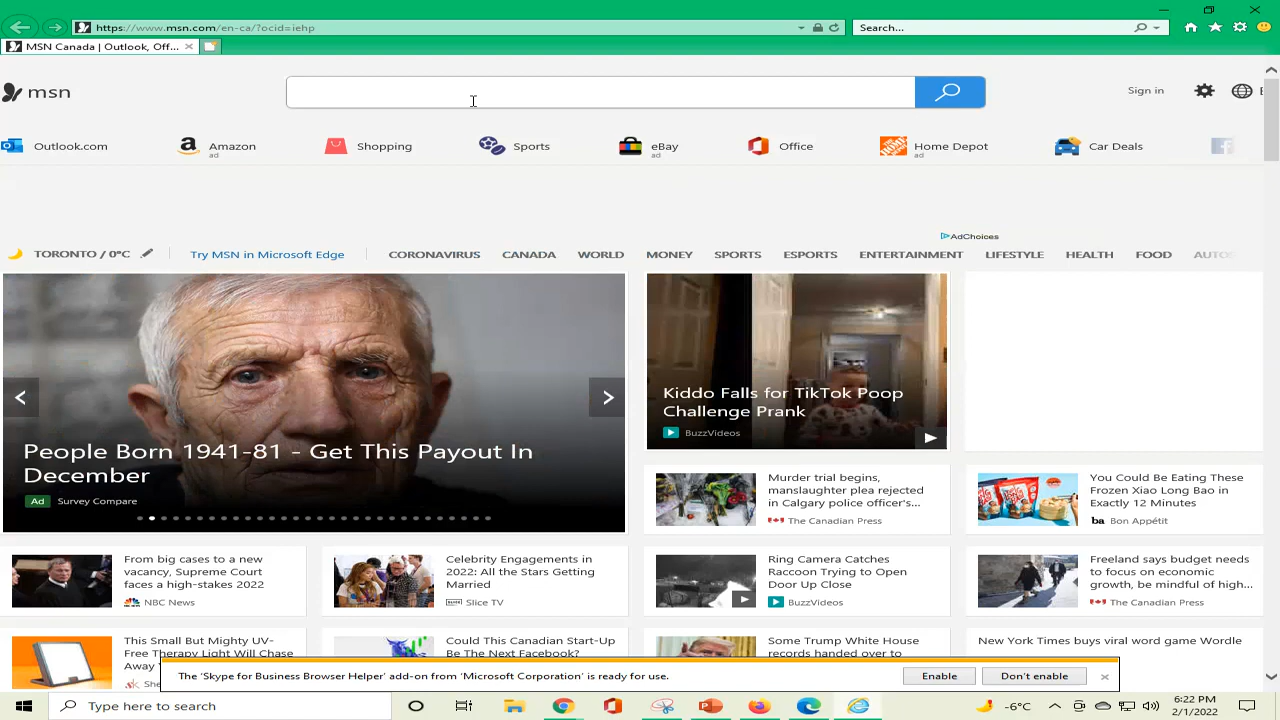 https://www.msn.com/en-ca/?ocid=iehp
Search...
MSN Canada | Outlook, Off...
msn
Sign in
Outlook.com
Amazon
ad
Shopping
Sports
eBay
ad
Office
Home Depot
ad
Car Deals
AdChoices
TORONTO / 0°C
Try MSN in Microsoft Edge
CORONAVIRUS
CANADA
WORLD
MONEY
SPORTS
ESPORTS
ENTERTAINMENT
LIFESTYLE
HEALTH
FOOD
AUTOS
People Born 1941-81 - Get This Payout In
December
Ad Survey Compare
Kiddo Falls for TikTok Poop
Challenge Prank
BuzzVideos
Murder trial begins,
manslaughter plea rejected
in Calgary police officer's...
The Canadian Press
You Could Be Eating These
Frozen Xiao Long Bao in
Exactly 12 Minutes
ba Bon Appétit
From big cases to a new
vacancy, Supreme Court
faces a high-stakes 2022
NBC News
Celebrity Engagements in
2022: All the Stars Getting
Married
Slice TV
Ring Camera Catches
Raccoon Trying to Open
Door Up Close
BuzzVideos
Freeland says budget needs
to focus on economic
growth, be mindful of high...
The Canadian Press
This Small But Mighty UV-
Free Therapy Light Will Chase
Away
Could This Canadian Start-Up
Be The Next Facebook?
Some Trump White House
records handed over to
New York Times buys viral word game Wordle
The 'Skype for Business Browser Helper' add-on from 'Microsoft Corporation' is ready for use.
Enable
Don't enable
Type here to search
-6°C
6:22 PM
2/1/2022